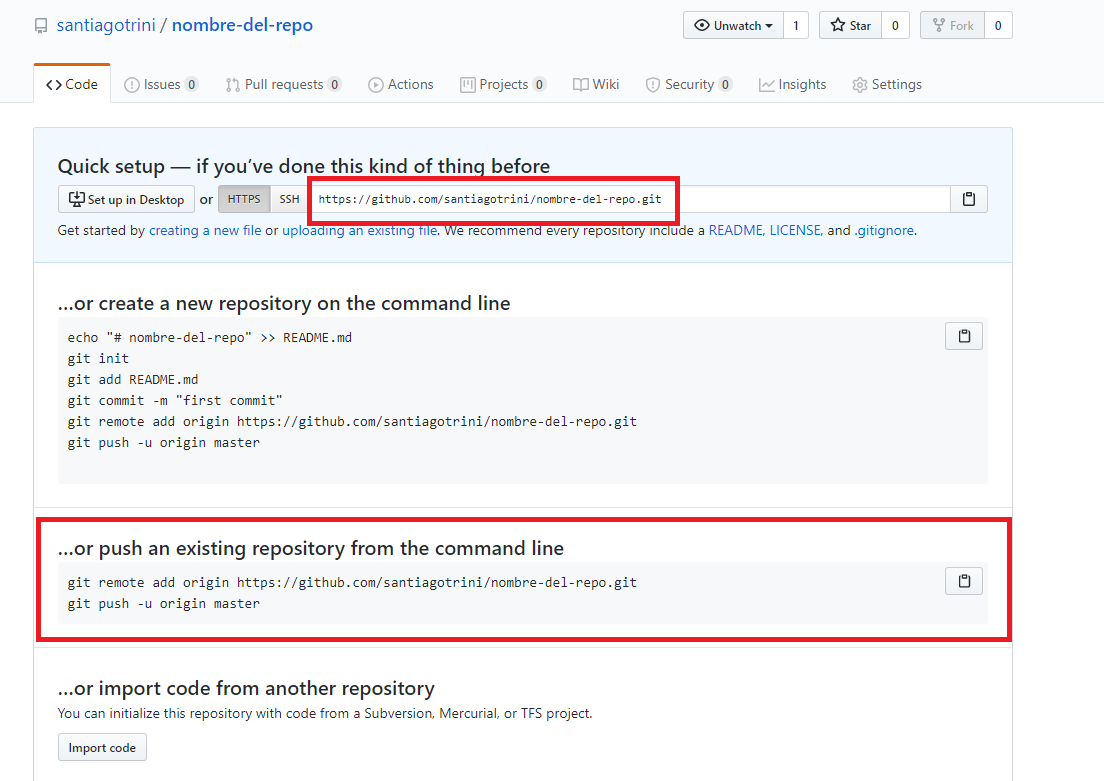 santiagotrini / nombre-del-repo
Unwatch 1 Star 0 Fork 0
Code Issues 0 Pull requests 0 Actions Projects 0 Wiki Security 0 Insights Settings
Quick setup — if you’ve done this kind of thing before
Set up in Desktop or HTTPS SSH https://github.com/santiagotrini/nombre-del-repo.git
Get started by creating a new file or uploading an existing file. We recommend every repository include a README, LICENSE, and .gitignore.
…or create a new repository on the command line
echo "# nombre-del-repo" >> README.md
git init
git add README.md
git commit -m "first commit"
git remote add origin https://github.com/santiagotrini/nombre-del-repo.git
git push -u origin master
…or push an existing repository from the command line
git remote add origin https://github.com/santiagotrini/nombre-del-repo.git
git push -u origin master
…or import code from another repository
You can initialize this repository with code from a Subversion, Mercurial, or TFS project.
Import code